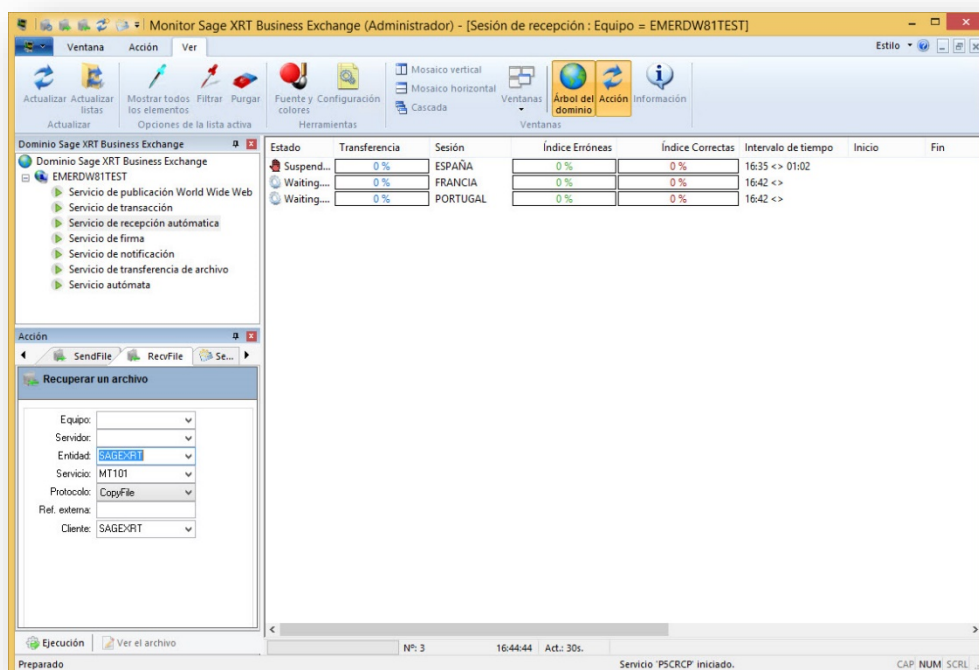 Monitor Sage XRT Business Exchange (Administrador) - [Sesión de recepción : Equipo = EMERDW81TEST]
Ventana Acción Ver Estilo
Actualizar Actualizar listas
Mostrar todos los elementos Filtrar Purgar
Fuente y colores Configuración
Mosaico vertical
Mosaico horizontal
Cascada
Ventanas
Árbol del dominio Acción Información
Actualizar Opciones de la lista activa Herramientas Ventanas
Dominio Sage XRT Business Exchange
Dominio Sage XRT Business Exchange
EMERDW81TEST
Servicio de publicación World Wide Web
Servicio de transacción
Servicio de recepción autómatica
Servicio de firma
Servicio de notificación
Servicio de transferencia de archivo
Servicio autómata
Estado Transferencia Sesión Índice Erróneas Índice Correctas Intervalo de tiempo Inicio Fin
Suspend... 0 % ESPAÑA 0 % 0 % 16:35 <> 01:02
Waiting.... 0 % FRANCIA 0 % 0 % 16:42 <>
Waiting.... 0 % PORTUGAL 0 % 0 % 16:42 <>
Acción
SendFile RecvFile Se...
Recuperar un archivo
Equipo:
Servidor:
Entidad: SAGEXRT
Servicio: MT101
Protocolo: CopyFile
Ref. externa:
Cliente: SAGEXRT
Ejecución Ver el archivo
Nº: 3 16:44:44 Act.: 30s.
Preparado Servicio 'P5CRCP' iniciado. CAP NUM SCRL